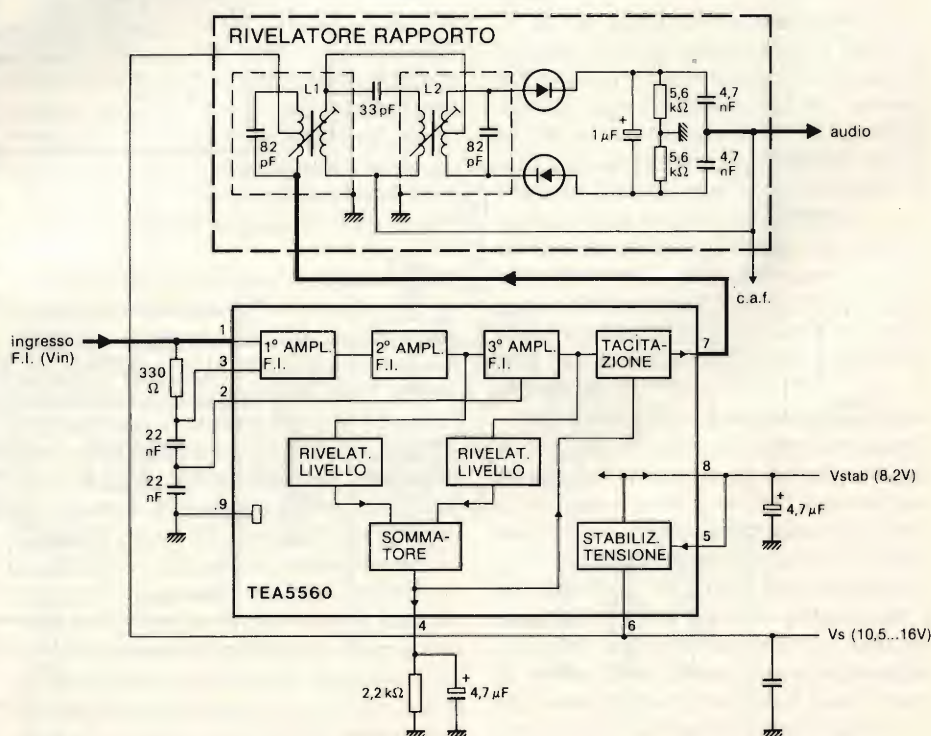 RIVELATORE RAPPORTO
L1
33 pF
L2
82
pF
82
pF
1 µF
+
5,6
kΩ
5,6
kΩ
4,7
nF
4,7
nF
audio
c.a.f.
ingresso
F.I. (Vin)
1
3
2
330
Ω
22
nF
22
nF
.9
1º AMPL.
F.I.
2º AMPL.
F.I.
3º AMPL.
F.I.
TACITA-
ZIONE
7
RIVELAT.
LIVELLO
RIVELAT.
LIVELLO
SOMMA-
TORE
STABILIZ.
TENSIONE
8
5
Vstab (8,2V)
+
4,7 µF
TEA5560
4
6
Vs (10,5...16V)
2,2 kΩ
+
4,7 µF